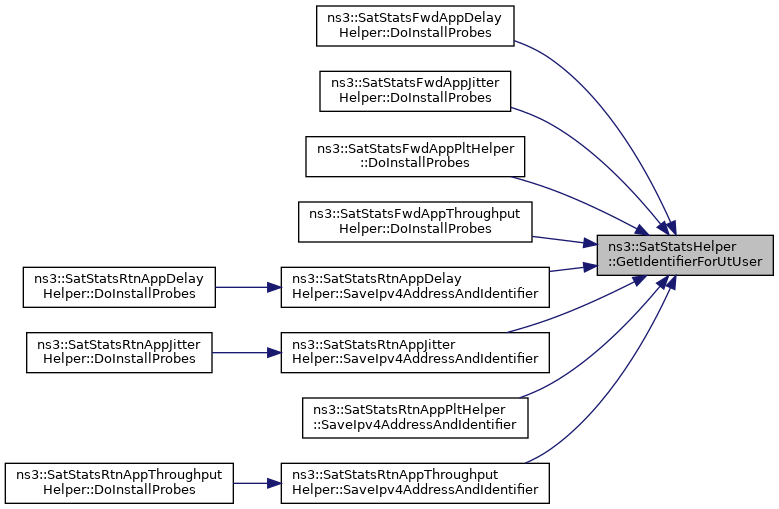 ns3::SatStatsFwdAppDelay
Helper::DoInstallProbes
ns3::SatStatsFwdAppJitter
Helper::DoInstallProbes
ns3::SatStatsFwdAppPltHelper
::DoInstallProbes
ns3::SatStatsFwdAppThroughput
Helper::DoInstallProbes
ns3::SatStatsHelper
::GetIdentifierForUtUser
ns3::SatStatsRtnAppDelay
Helper::DoInstallProbes
ns3::SatStatsRtnAppDelay
Helper::SaveIpv4AddressAndIdentifier
ns3::SatStatsRtnAppJitter
Helper::DoInstallProbes
ns3::SatStatsRtnAppJitter
Helper::SaveIpv4AddressAndIdentifier
ns3::SatStatsRtnAppPltHelper
::SaveIpv4AddressAndIdentifier
ns3::SatStatsRtnAppThroughput
Helper::DoInstallProbes
ns3::SatStatsRtnAppThroughput
Helper::SaveIpv4AddressAndIdentifier